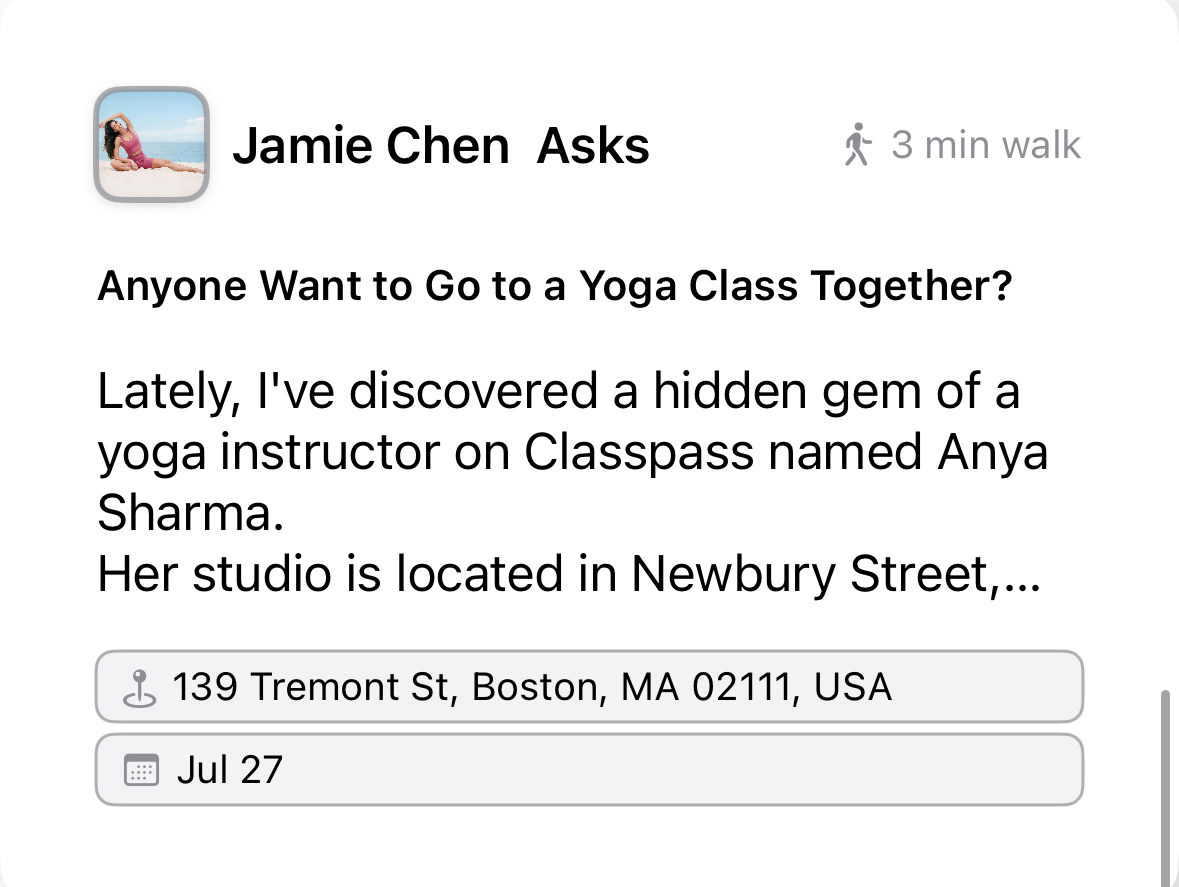 Jamie Chen  Asks
3 min walk
Anyone Want to Go to a Yoga Class Together?
Lately, I've discovered a hidden gem of a
yoga instructor on Classpass named Anya
Sharma.
Her studio is located in Newbury Street,...
139 Tremont St, Boston, MA 02111, USA
Jul 27